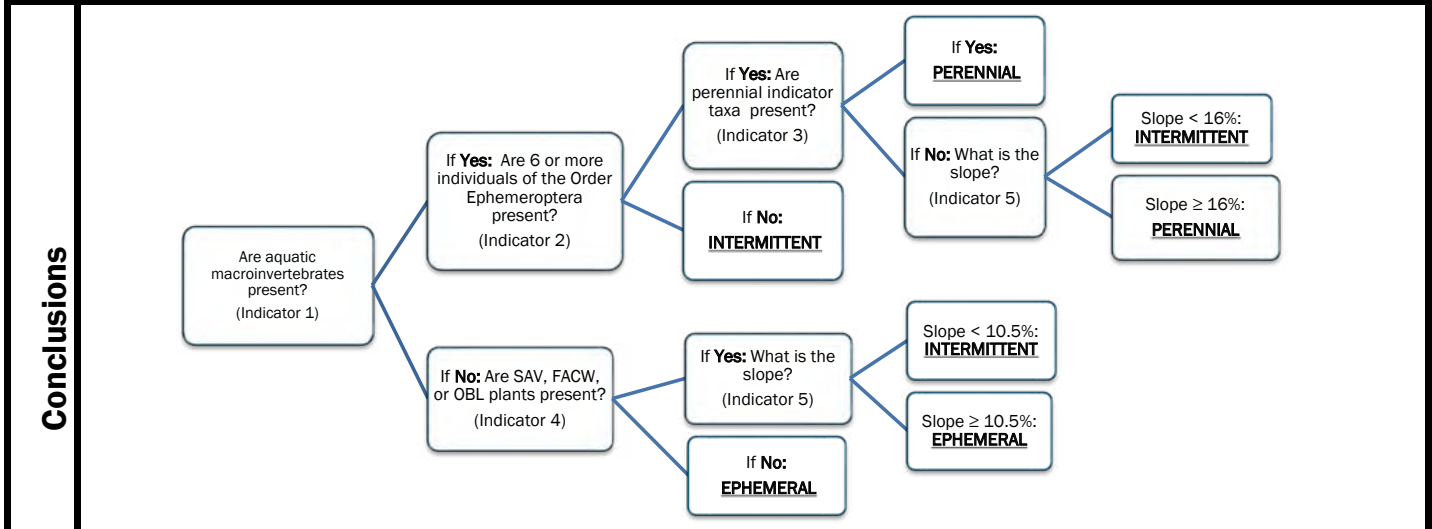 Conclusions
Are aquatic
macroinvertebrates
present?
(Indicator 1)
If Yes: Are 6 or more
individuals of the Order
Ephemeroptera
present?
(Indicator 2)
If Yes: Are
perennial indicator
taxa present?
(Indicator 3)
If Yes:
PERENNIAL
If No: What is the
slope?
(Indicator 5)
Slope < 16%:
INTERMITTENT
Slope ≥ 16%:
PERENNIAL
If No:
INTERMITTENT
If No: Are SAV, FACW,
or OBL plants present?
(Indicator 4)
If Yes: What is the
slope?
(Indicator 5)
Slope < 10.5%:
INTERMITTENT
Slope ≥ 10.5%:
EPHEMERAL
If No:
EPHEMERAL